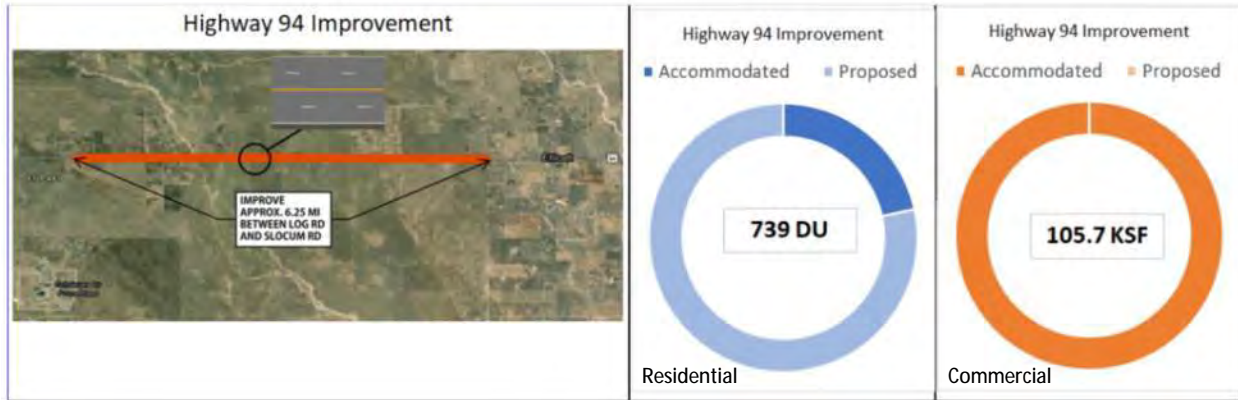 Highway 94 Improvement
IMPROVE
APPROX. 6.25 MI
BETWEEN LOG RD
AND SLOCUM RD
Highway 94 Improvement
Accommodated Proposed
739 DU
Residential
Highway 94 Improvement
Accommodated Proposed
105.7 KSF
Commercial